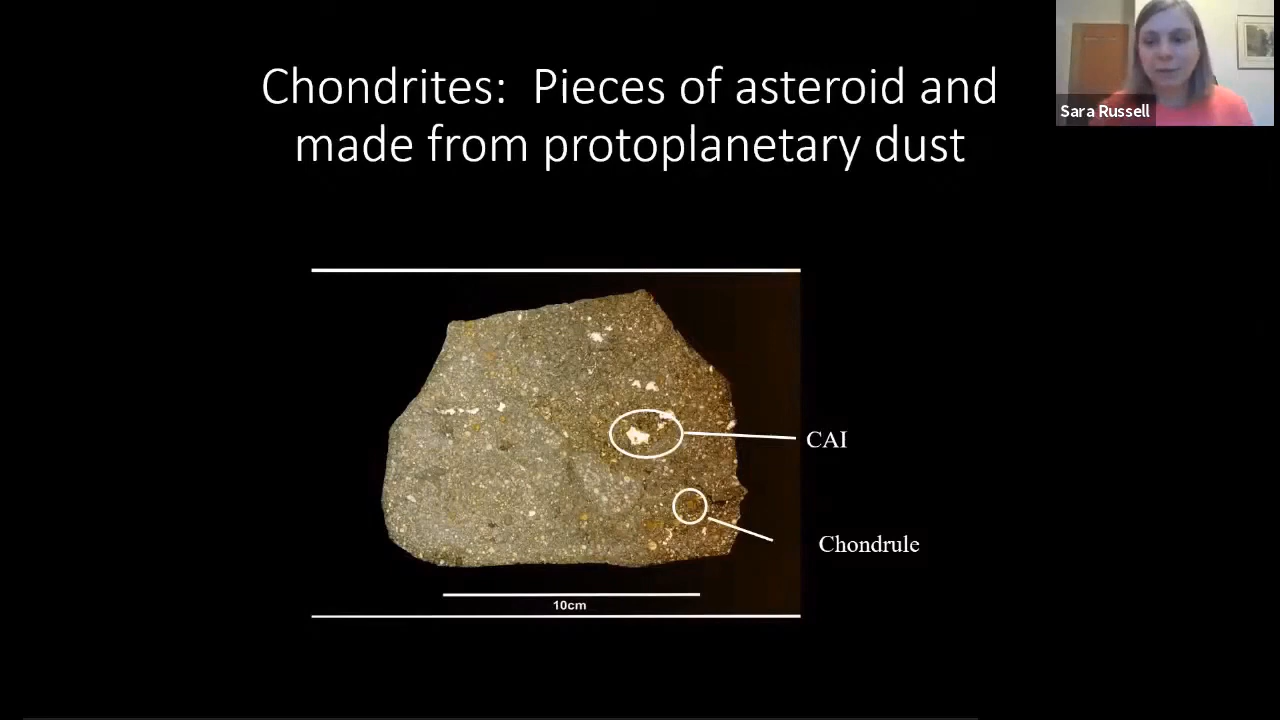 Chondrites: Pieces of asteroid and
made from protoplanetary dust
Sara Russell
CAI
Chondrule
10cm